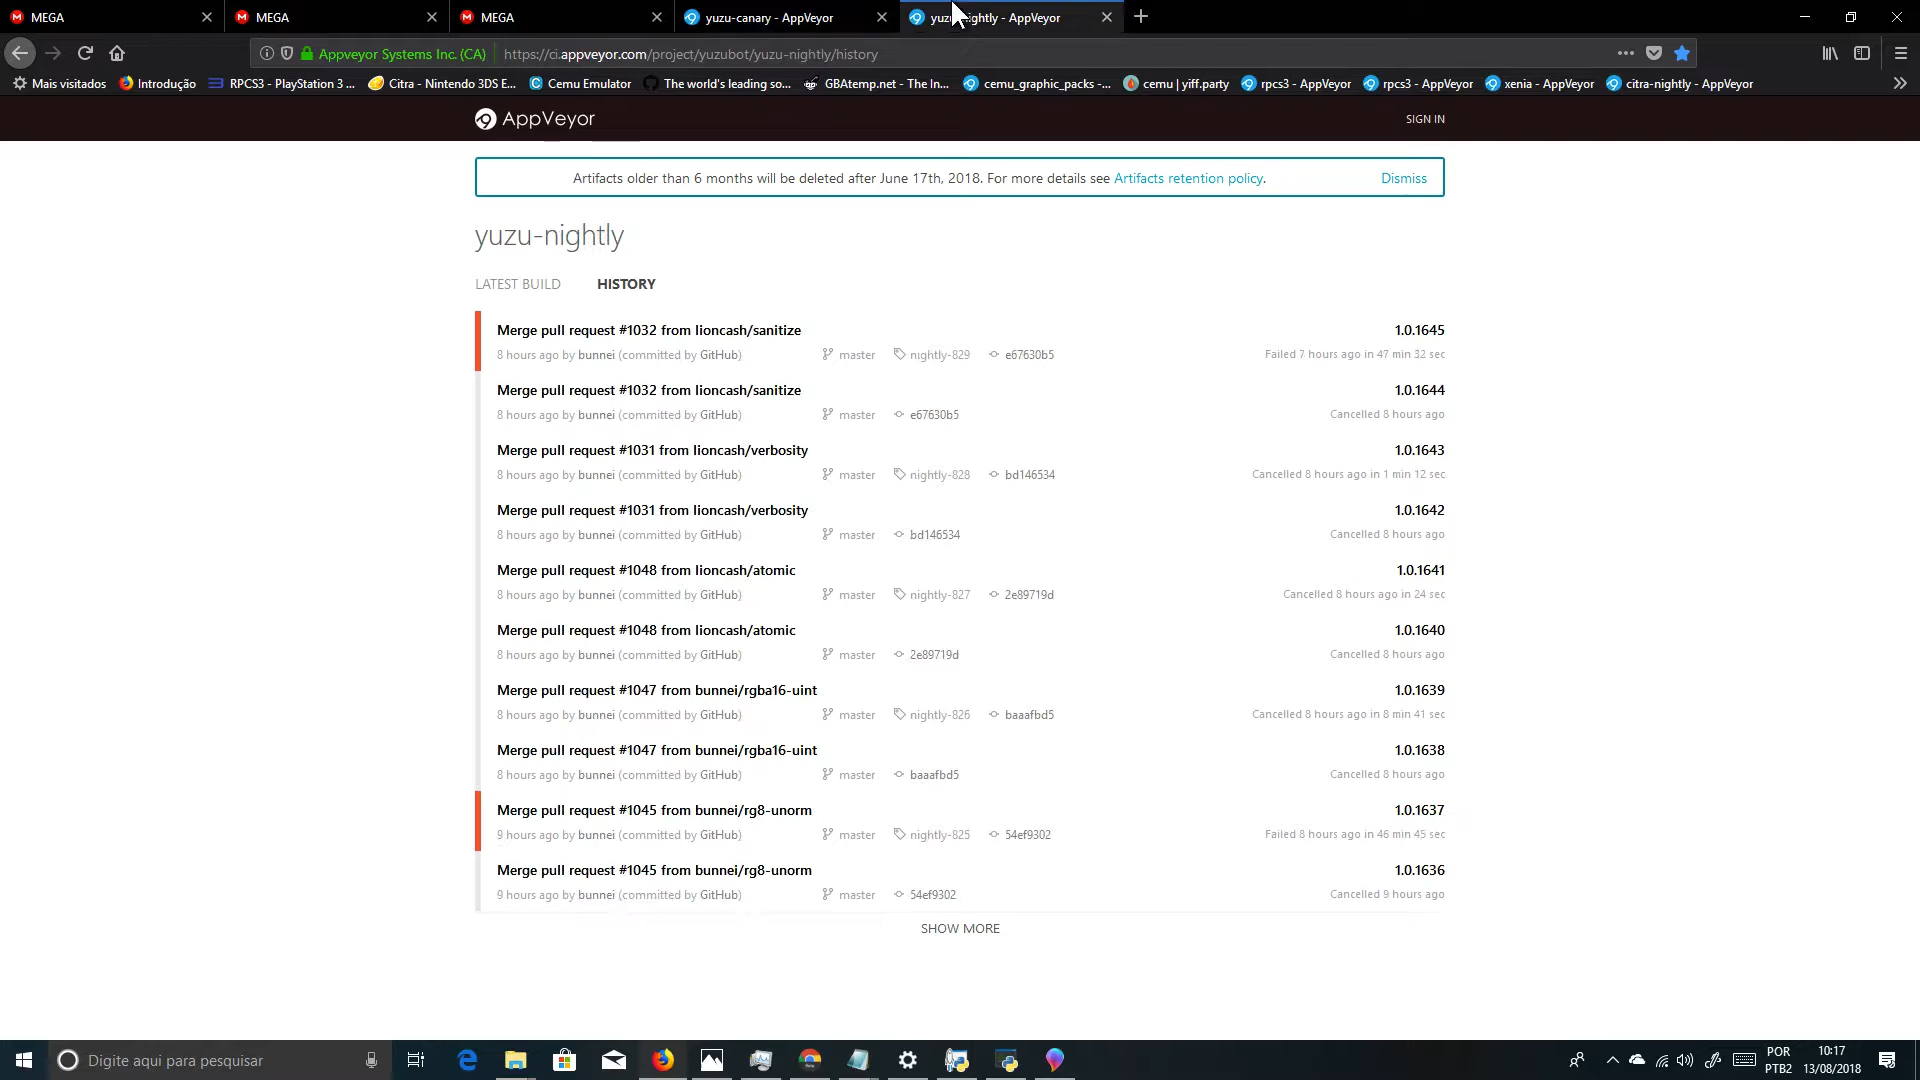 MEGA
MEGA
MEGA
yuzu-canary - AppVeyor
yuzu-nightly - AppVeyor
Appveyor Systems Inc. (CA)
https://ci.appveyor.com/project/yuzubot/yuzu-nightly/history
Mais visitados
Introdução
RPCS3 - PlayStation 3 ...
Citra - Nintendo 3DS E...
Cemu Emulator
The world's leading so...
GBAtemp.net - The In...
cemu_graphic_packs -...
cemu | yiff.party
rpcs3 - AppVeyor
rpcs3 - AppVeyor
xenia - AppVeyor
citra-nightly - AppVeyor
AppVeyor
SIGN IN
Artifacts older than 6 months will be deleted after June 17th, 2018. For more details see Artifacts retention policy.
Dismiss
yuzu-nightly
LATEST BUILD
HISTORY
Merge pull request #1032 from lioncash/sanitize 1.0.1645
8 hours ago by bunnei (committed by GitHub) master nightly-829 e67630b5 Failed 7 hours ago in 47 min 32 sec
Merge pull request #1032 from lioncash/sanitize 1.0.1644
8 hours ago by bunnei (committed by GitHub) master e67630b5 Cancelled 8 hours ago
Merge pull request #1031 from lioncash/verbosity 1.0.1643
8 hours ago by bunnei (committed by GitHub) master nightly-828 bd146534 Cancelled 8 hours ago in 1 min 12 sec
Merge pull request #1031 from lioncash/verbosity 1.0.1642
8 hours ago by bunnei (committed by GitHub) master bd146534 Cancelled 8 hours ago
Merge pull request #1048 from lioncash/atomic 1.0.1641
8 hours ago by bunnei (committed by GitHub) master nightly-827 2e89719d Cancelled 8 hours ago in 24 sec
Merge pull request #1048 from lioncash/atomic 1.0.1640
8 hours ago by bunnei (committed by GitHub) master 2e89719d Cancelled 8 hours ago
Merge pull request #1047 from bunnei/rgba16-uint 1.0.1639
8 hours ago by bunnei (committed by GitHub) master nightly-826 baaafbd5 Cancelled 8 hours ago in 8 min 41 sec
Merge pull request #1047 from bunnei/rgba16-uint 1.0.1638
8 hours ago by bunnei (committed by GitHub) master baaafbd5 Cancelled 8 hours ago
Merge pull request #1045 from bunnei/rg8-unorm 1.0.1637
9 hours ago by bunnei (committed by GitHub) master nightly-825 54ef9302 Failed 8 hours ago in 46 min 45 sec
Merge pull request #1045 from bunnei/rg8-unorm 1.0.1636
9 hours ago by bunnei (committed by GitHub) master 54ef9302 Cancelled 9 hours ago
SHOW MORE
Digite aqui para pesquisar
POR
PTB2
10:17
13/08/2018